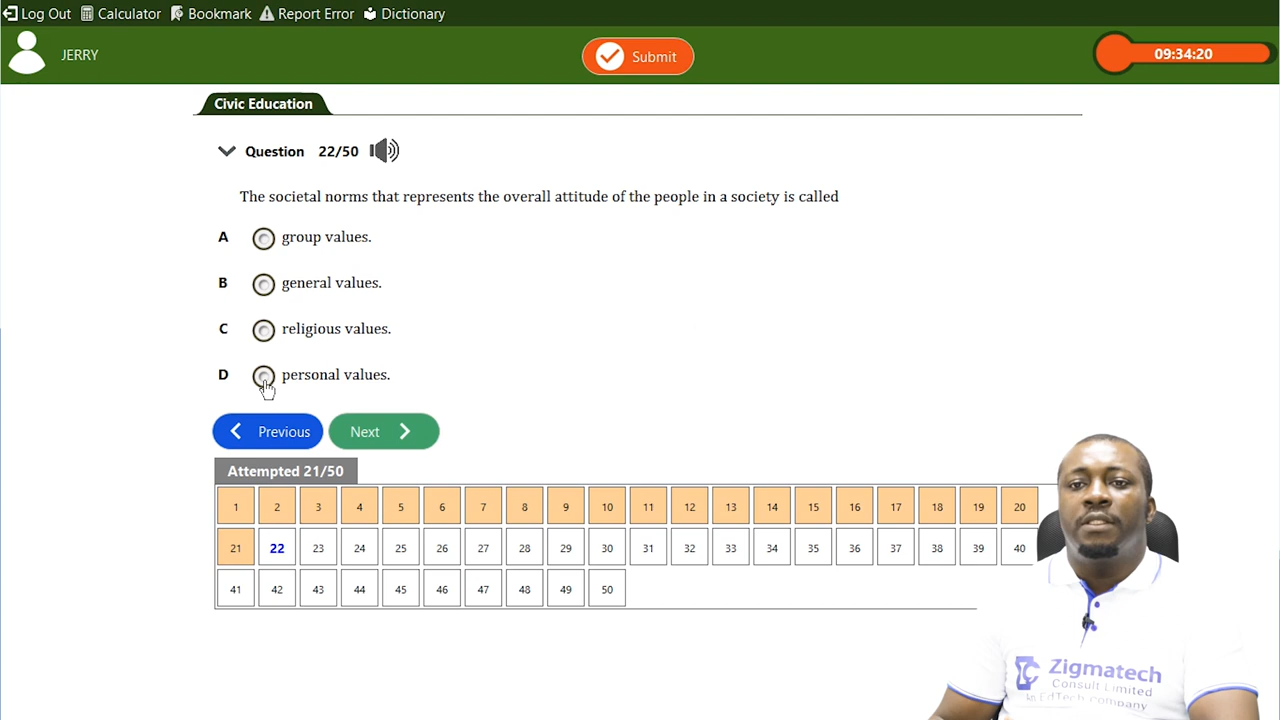 Log Out Calculator Bookmark Report Error Dictionary
JERRY
Submit
09:34:20
Civic Education
Question 22/50
The societal norms that represents the overall attitude of the people in a society is called
A group values.
B general values.
C religious values.
D personal values.
Previous Next
Attempted 21/50
1 2 3 4 5 6 7 8 9 10 11 12 13 14 15 16 17 18 19 20
21 22 23 24 25 26 27 28 29 30 31 32 33 34 35 36 37 38 39 40
41 42 43 44 45 46 47 48 49 50
Zigmatech
Consult Limited
An EdTech Company